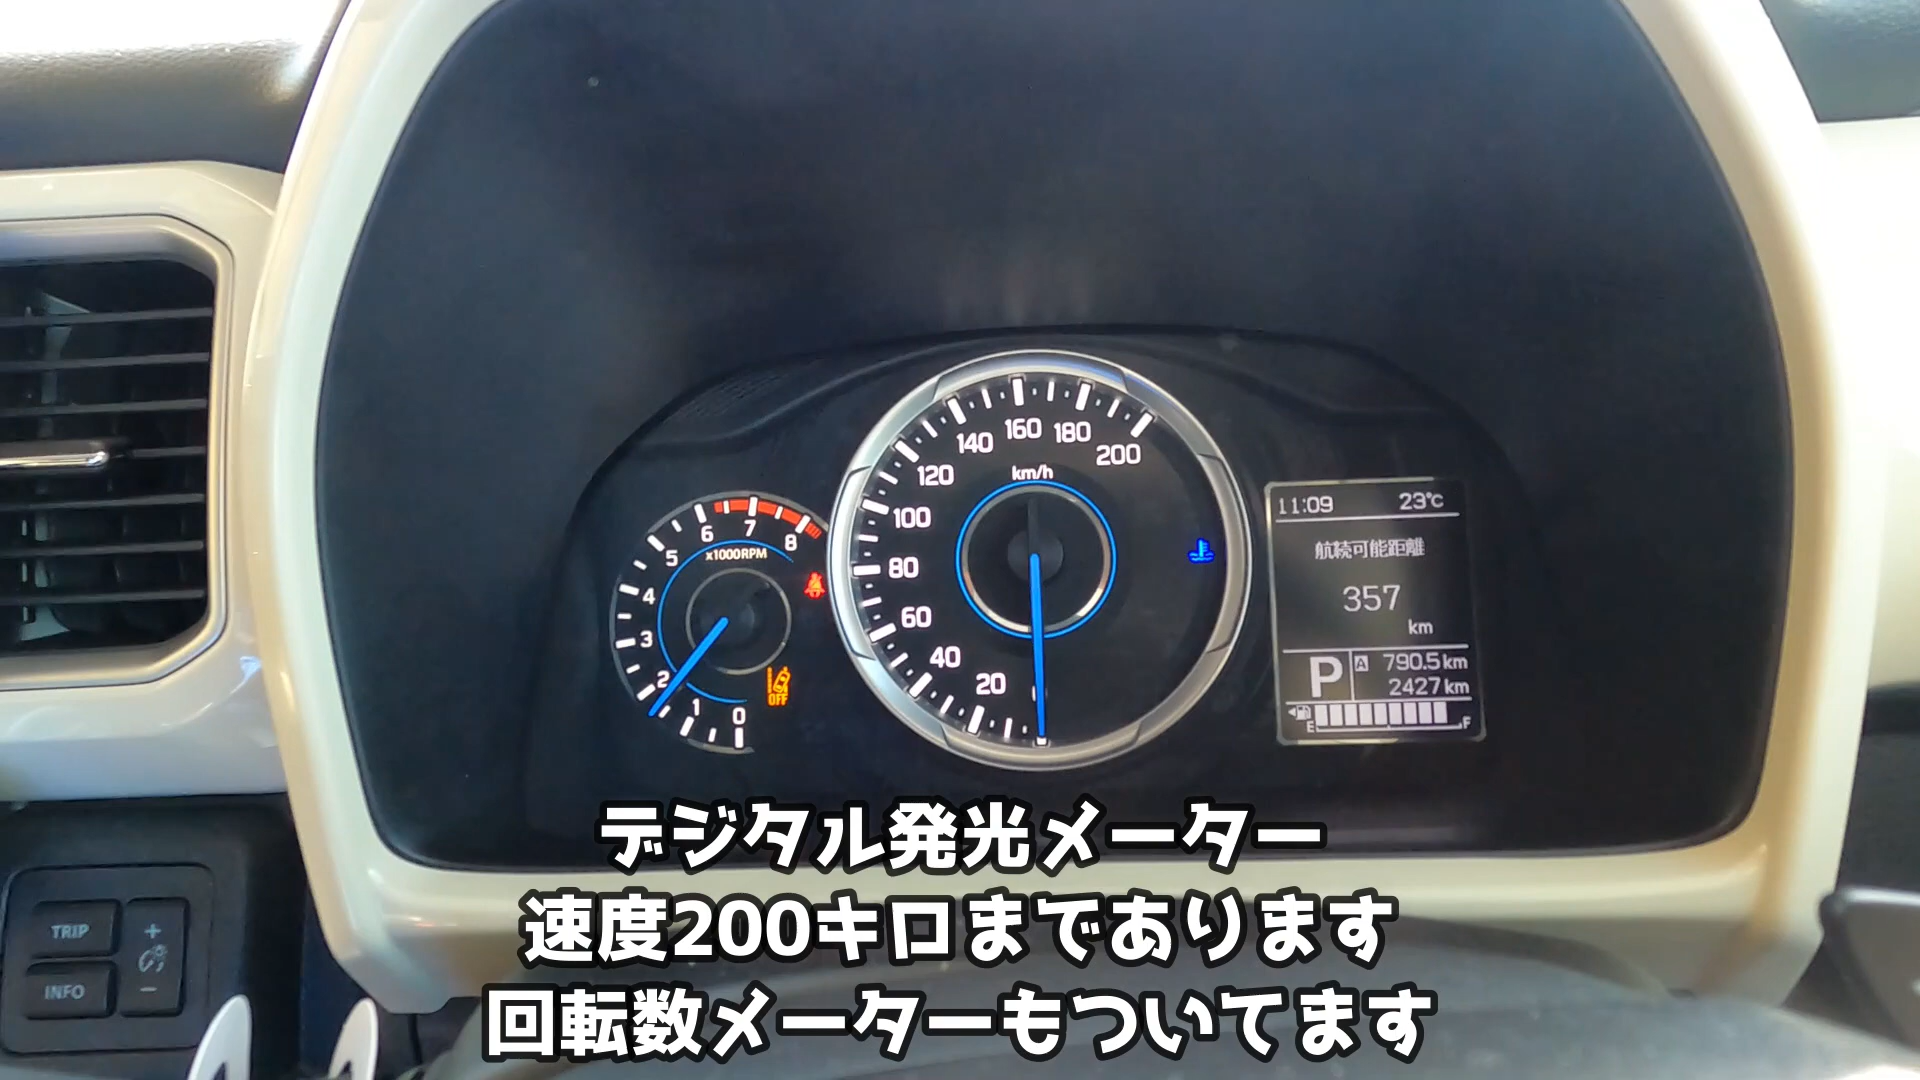 200
180
160
140
120
100
80
60
40
20
km/h
8
7
6
5
4
3
2
1
0
x1000RPM
OFF
11:09 23℃
航続可能距離
357
km
P A 790.5km
2427km
E F
TRIP
INFO
+
-
デジタル発光メーター
速度200キロまであります
回転数メーターもついてます